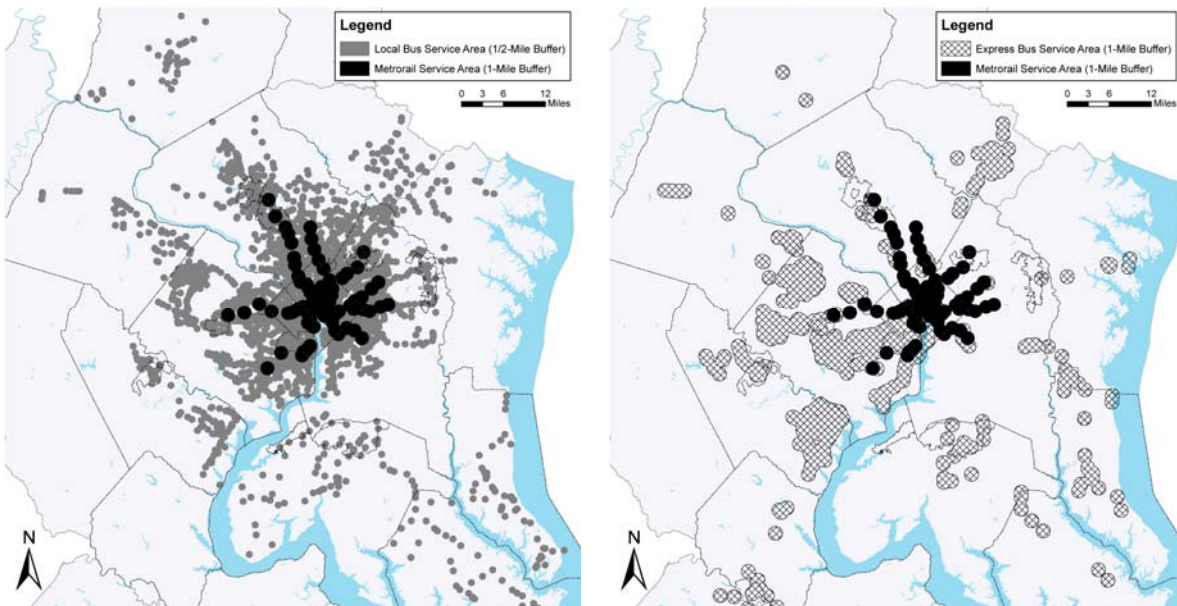 Legend
Local Bus Service Area (1/2-Mile Buffer)
Metrorail Service Area (1-Mile Buffer)
0 3 6 12
Miles
N
Legend
Express Bus Service Area (1-Mile Buffer)
Metrorail Service Area (1-Mile Buffer)
0 3 6 12
Miles
N